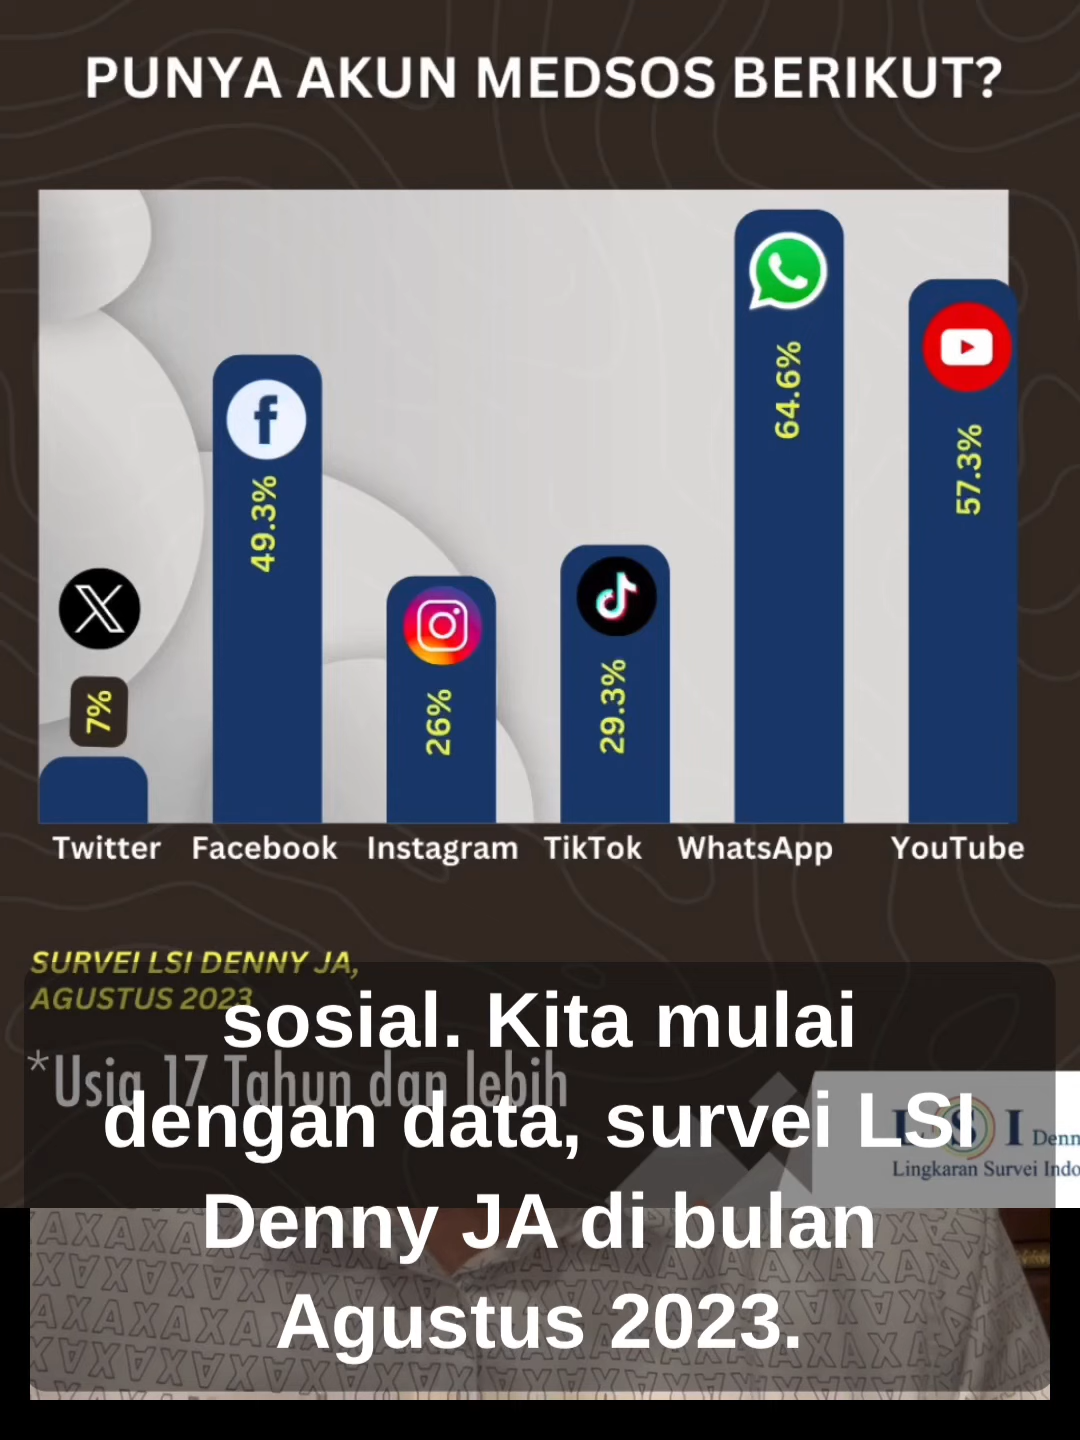 PUNYA AKUN MEDSOS BERIKUT?
64.6%
57.3%
49.3%
7%
26%
29.3%
Twitter Facebook Instagram TikTok WhatsApp YouTube
SURVEI LSI DENNY JA,
AGUSTUS 2023
*Usia 17 Tahun dan lebih
sosial. Kita mulai
dengan data, survei LSI
Denny JA di bulan
Agustus 2023.
LSI Denn
Lingkaran Survei Indo